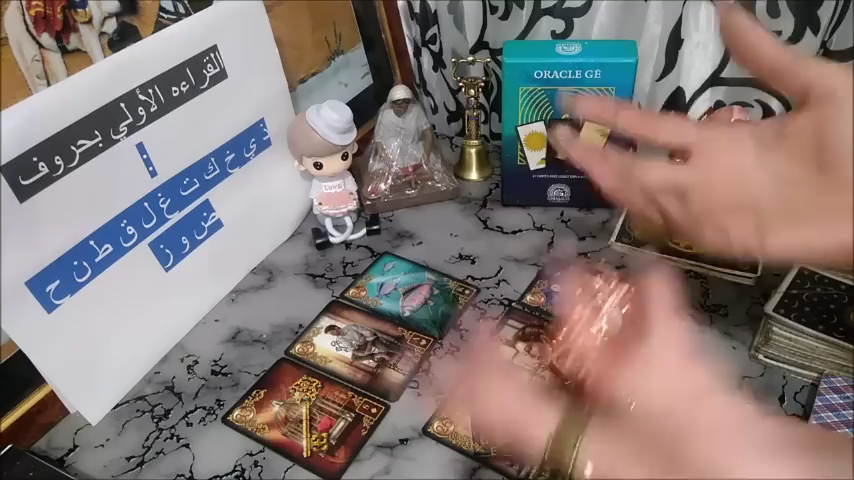 القراءه الأولي بحروف
:
ذ ي خ ك ت غ ل ق ط ن ح
ض و ز
ORACLE GÉ